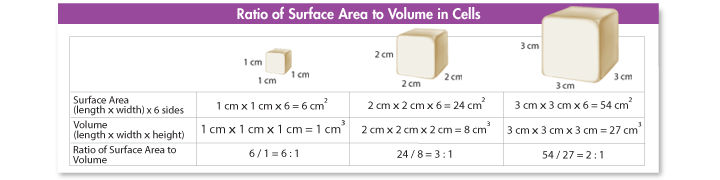 Ratio of Surface Area to Volume in Cells
1 cm
1 cm
1 cm
2 cm
2 cm
2 cm
3 cm
3 cm
3 cm
Surface Area
(length x width) x 6 sides
1 cm x 1 cm x 6 = 6 cm²
2 cm x 2 cm x 6 = 24 cm²
3 cm x 3 cm x 6 = 54 cm²
Volume
(length x width x height)
1 cm x 1 cm x 1 cm = 1 cm³
2 cm x 2 cm x 2 cm = 8 cm³
3 cm x 3 cm x 3 cm = 27 cm³
Ratio of Surface Area to
Volume
6 / 1 = 6 : 1
24 / 8 = 3 : 1
54 / 27 = 2 : 1